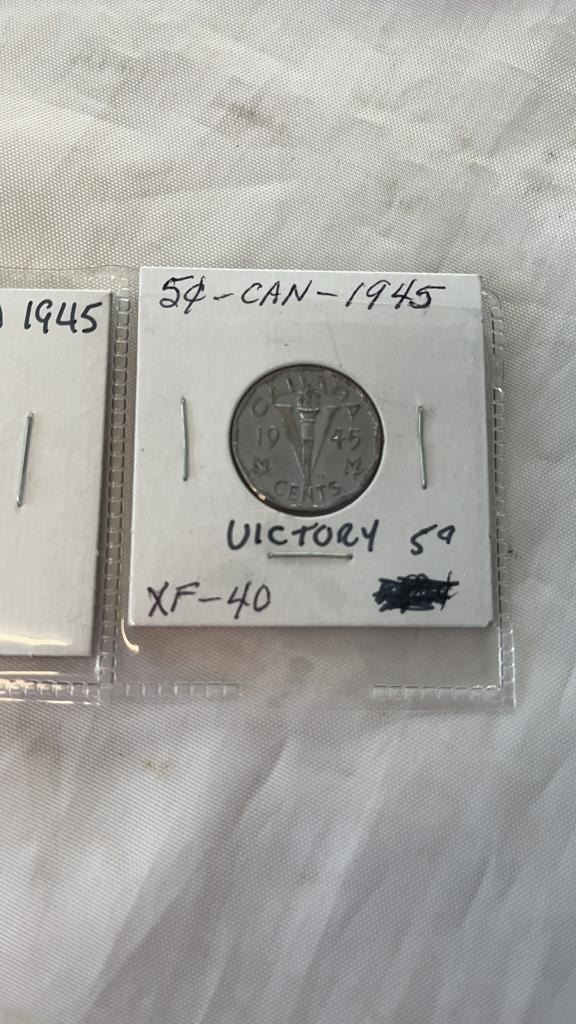 1945
5¢-CAN-1945
CANADA
19 45
CENTS
VICTORY 5¢
XF-40